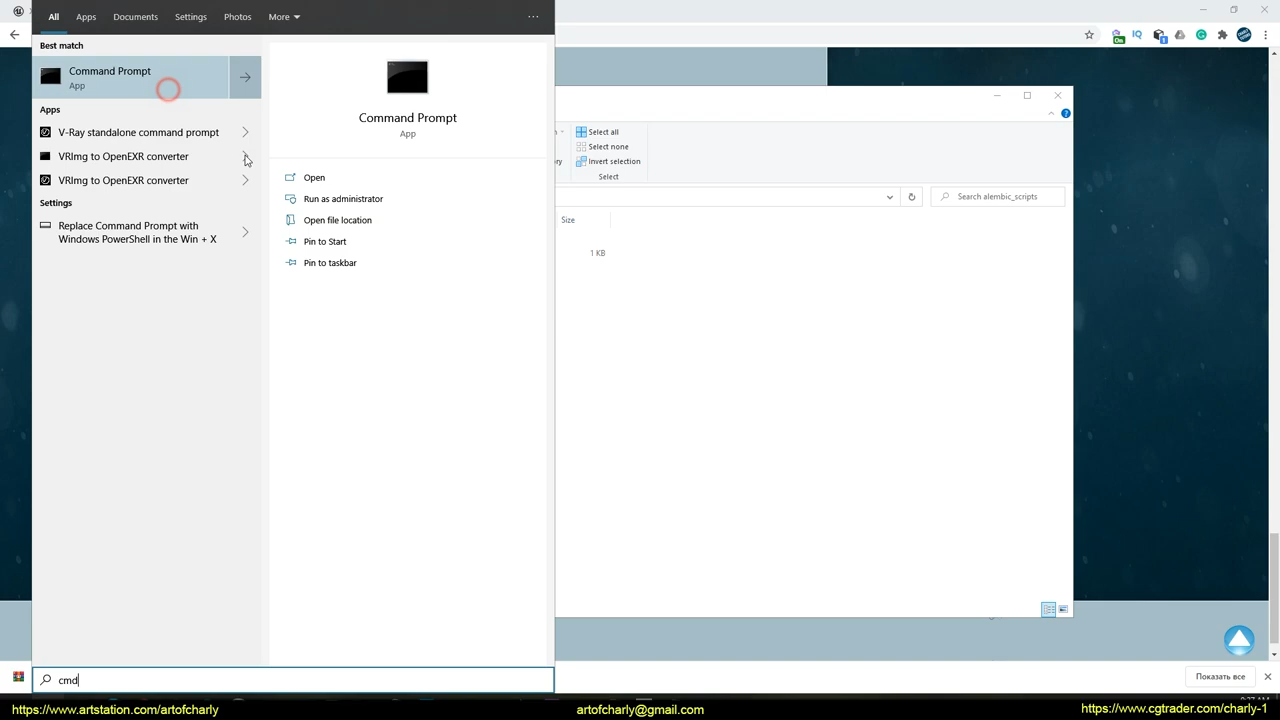 All Apps Documents Settings Photos More
Best match
Command Prompt
App
Apps
V-Ray standalone command prompt
VRImg to OpenEXR converter
VRImg to OpenEXR converter
Settings
Replace Command Prompt with
Windows PowerShell in the Win + X
Command Prompt
App
Open
Run as administrator
Open file location
Pin to Start
Pin to taskbar
cmd
Select all
Select none
Invert selection
Select
Search alembic_scripts
Size
1 KB
On
IQ
1
Показать все
https://www.artstation.com/artofcharly
artofcharly@gmail.com
https://www.cgtrader.com/charly-1